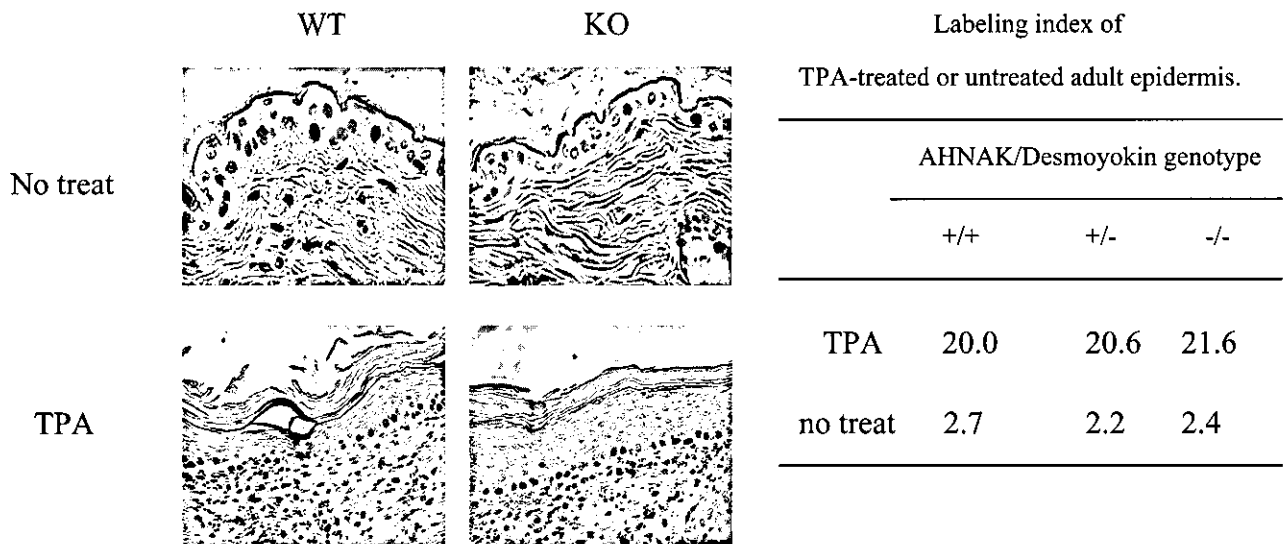 WT KO
No treat
TPA
Labeling index of
TPA-treated or untreated adult epidermis.
AHNAK/Desmoyokin genotype
+/+ +/- -/-
TPA 20.0 20.6 21.6
no treat 2.7 2.2 2.4